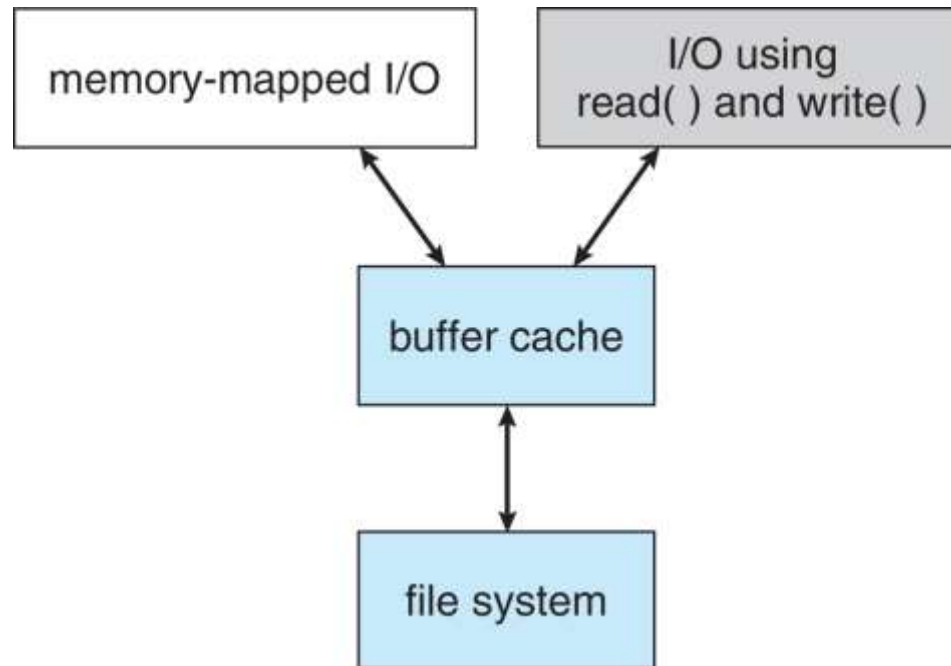 memory-mapped I/O
I/O using
read( ) and write( )
buffer cache
file system